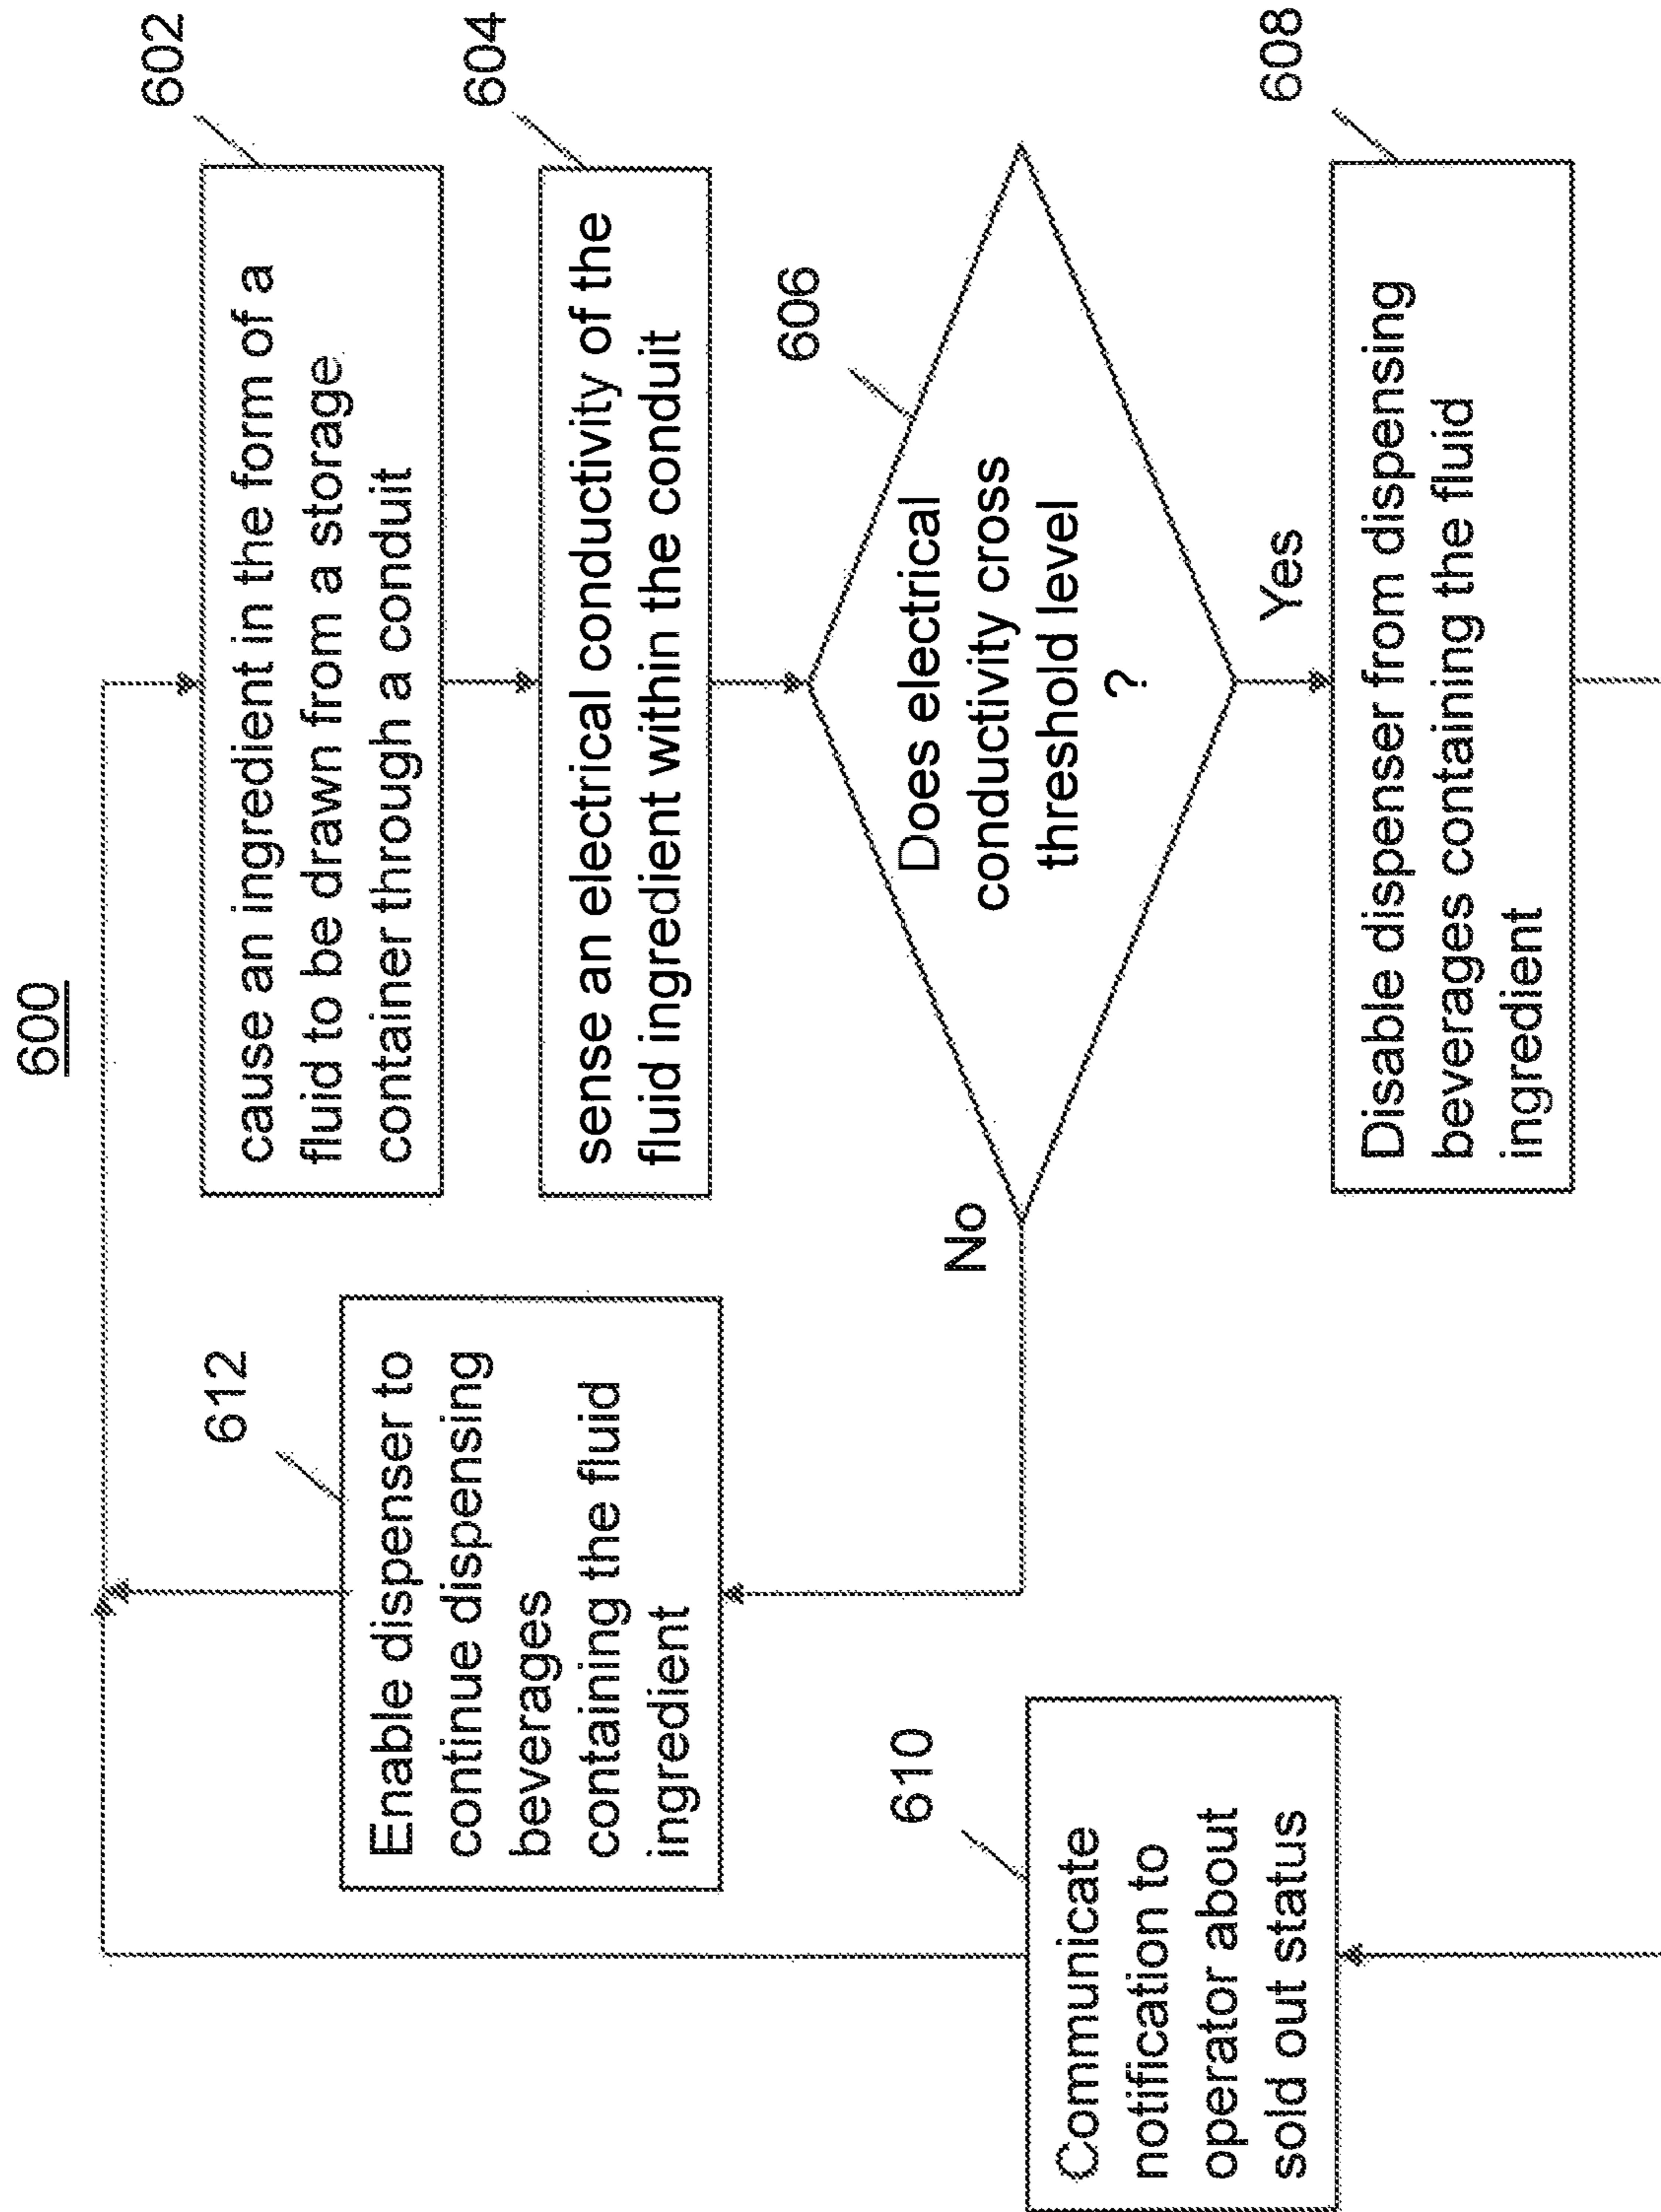 600
602
cause an ingredient in the form of a
fluid to be drawn from a storage
container through a conduit
604
sense an electrical conductivity of the
fluid ingredient within the conduit
606
Does electrical
conductivity cross
threshold level
?
Yes
No
608
Disable dispenser from dispensing
beverages containing the fluid
ingredient
612
Enable dispenser to
continue dispensing
beverages
containing the fluid
ingredient
610
Communicate
notification to
operator about
sold out status